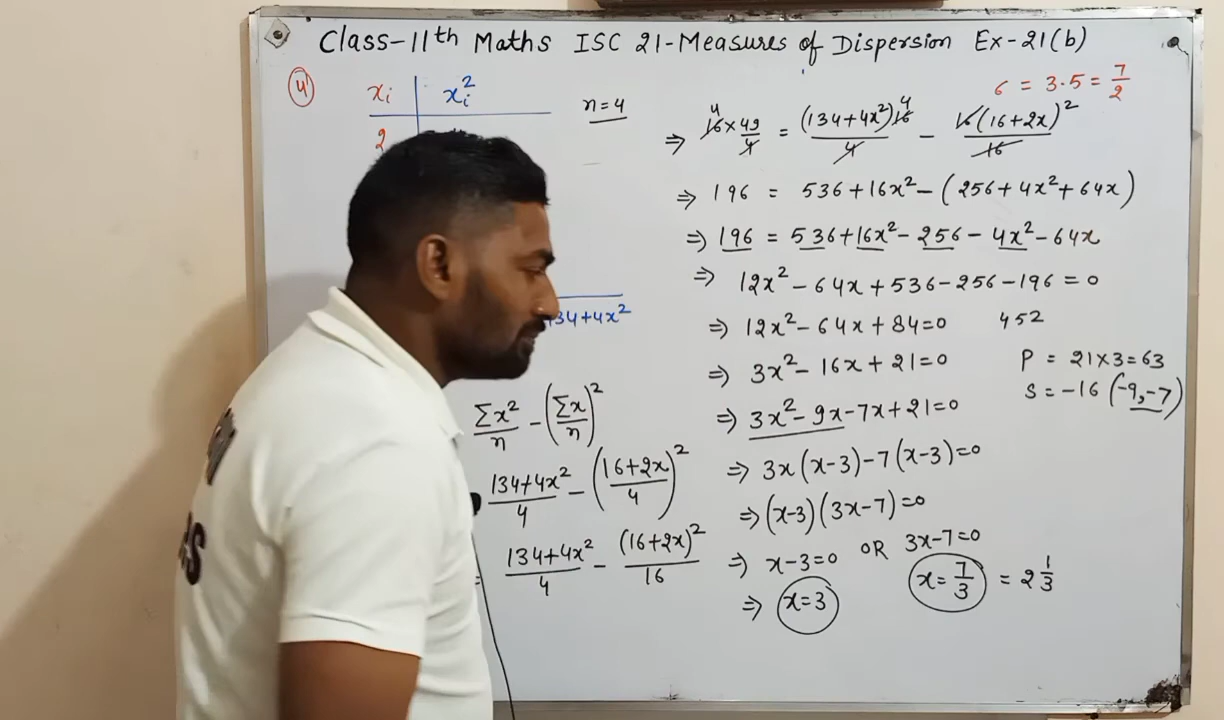 Class-11th Maths ISC 21-Measures of Dispersion Ex-21(b)
4
xi xi²
2
n=4
6 = 3.5 = 7/2
⇒ 16×49/4 = (134+4x²)16/4 - 16(16+2x)²/16
4 4
⇒ 196 = 536+16x²-(256+4x²+64x)
⇒ 196 = 536+16x²-256-4x²-64x
⇒ 12x²-64x+536-256-196=0
134+4x²
⇒ 12x²-64x+84=0
452
⇒ 3x²-16x+21=0
P = 21×3=63
S = -16 (-9,-7)
Σx²/n - (Σx/n)²
⇒ 3x²-9x-7x+21=0
134+4x²/4 - (16+2x/4)²
⇒ 3x(x-3)-7(x-3)=0
⇒ (x-3)(3x-7)=0
= 134+4x²/4 - (16+2x)²/16
⇒ x-3=0 OR 3x-7=0
⇒ x=3
x=7/3 = 2 1/3